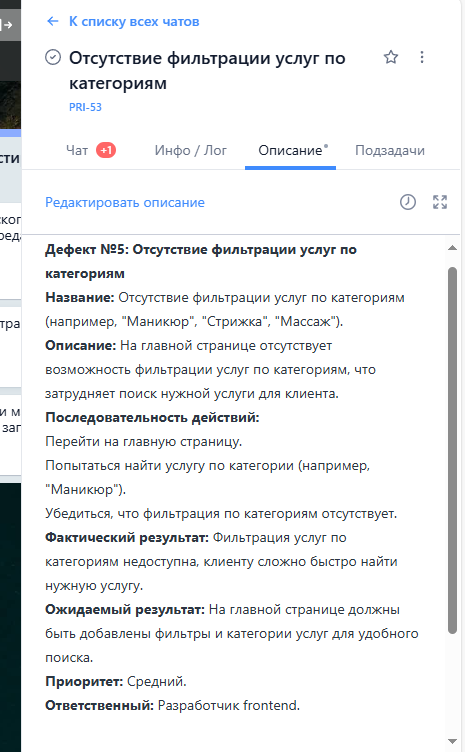 К списку всех чатов
Отсутствие фильтрации услуг по
категориям
PRI-53
Чат +1 Инфо / Лог Описание Подзадачи
Редактировать описание
Дефект №5: Отсутствие фильтрации услуг по
категориям
Название: Отсутствие фильтрации услуг по категориям
(например, "Маникюр", "Стрижка", "Массаж").
Описание: На главной странице отсутствует
возможность фильтрации услуг по категориям, что
затрудняет поиск нужной услуги для клиента.
Последовательность действий:
Перейти на главную страницу.
Попытаться найти услугу по категории (например,
"Маникюр").
Убедиться, что фильтрация по категориям отсутствует.
Фактический результат: Фильтрация услуг по
категориям недоступна, клиенту сложно быстро найти
нужную услугу.
Ожидаемый результат: На главной странице должны
быть добавлены фильтры и категории услуг для удобного
поиска.
Приоритет: Средний.
Ответственный: Разработчик frontend.